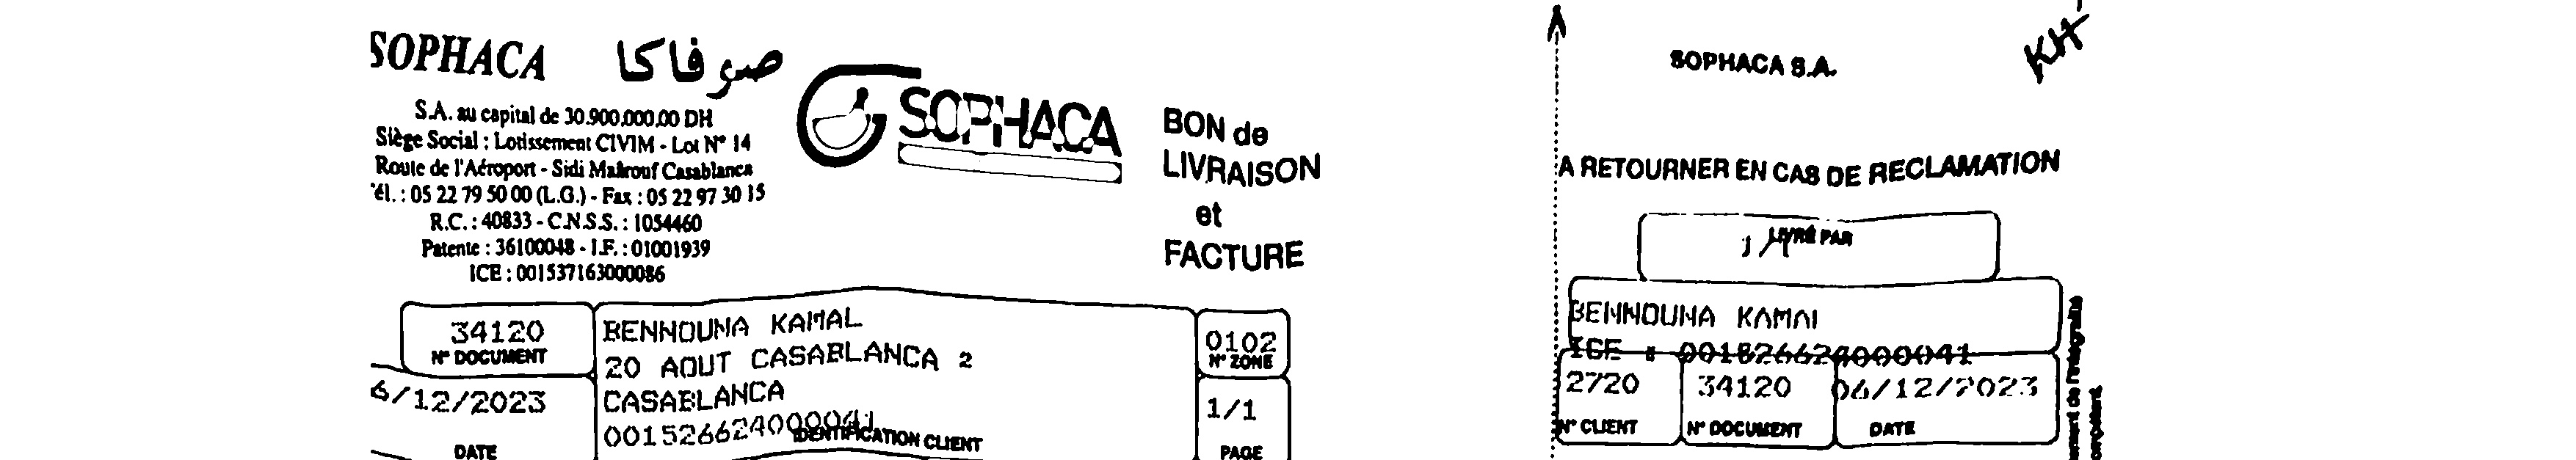 SOPHACA صوفاكا
S.A. au capital de 30.900.000.00 DH
Siège Social : Lotissement CIVIM - Lot N° 14
Route de l'Aéroport - Sidi Maârouf Casablanca
Tél. : 05 22 79 50 00 (L.G.) - Fax : 05 22 97 30 15
R.C. : 40833 - C.N.S.S. : 1054460
Patente : 36100048 - I.F. : 01001939
ICE : 001537163000086
SOPHACA
BON de
LIVRAISON
et
FACTURE
34120
N° DOCUMENT
6/12/2023
DATE
BENNOUNA KAMAL
20 AOUT CASABLANCA 2
CASABLANCA
001526624000041
IDENTIFICATION CLIENT
0102
N° ZONE
1/1
PAGE
KH
SOPHACA S.A.
A RETOURNER EN CAS DE RECLAMATION
LIVRÉ PAR
BENNOUNA KAMAL
ICE : 001526624000041
2720
N° CLIENT
34120
N° DOCUMENT
06/12/2023
DATE